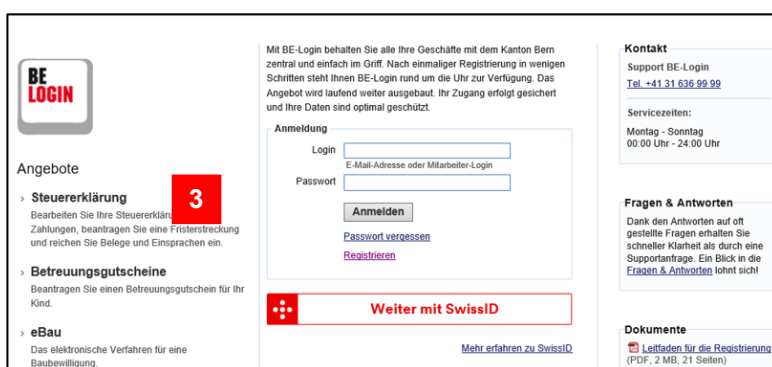 BE
LOGIN
Angebote
› Steuererklärung
Bearbeiten Sie Ihre Steuererklär
Zahlungen, beantragen Sie eine Fristerstreckung
und reichen Sie Belege und Einsprachen ein.
› Betreuungsgutscheine
Beantragen Sie einen Betreuungsgutschein für Ihr
Kind.
› eBau
Das elektronische Verfahren für eine
Baubewilligung.
3
Mit BE-Login behalten Sie alle Ihre Geschäfte mit dem Kanton Bern
zentral und einfach im Griff. Nach einmaliger Registrierung in wenigen
Schritten steht Ihnen BE-Login rund um die Uhr zur Verfügung. Das
Angebot wird laufend weiter ausgebaut. Ihr Zugang erfolgt gesichert
und Ihre Daten sind optimal geschützt.
Anmeldung
Login
E-Mail-Adresse oder Mitarbeiter-Login
Passwort
Anmelden
Passwort vergessen
Registrieren
Weiter mit SwissID
Mehr erfahren zu SwissID
Kontakt
Support BE-Login
Tel. +41 31 636 99 99
Servicezeiten:
Montag - Sonntag
00:00 Uhr - 24:00 Uhr
Fragen & Antworten
Dank den Antworten auf oft
gestellte Fragen erhalten Sie
schneller Klarheit als durch eine
Supportanfrage. Ein Blick in die
Fragen & Antworten lohnt sich!
Dokumente
Leitfaden für die Registrierung
(PDF, 2 MB, 21 Seiten)